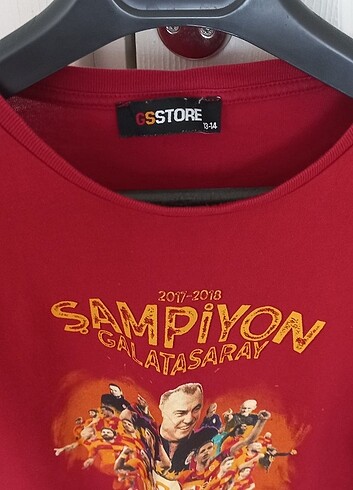 GSSTORE
13-14
2017-2018
ŞAMPİYON
GALATASARAY